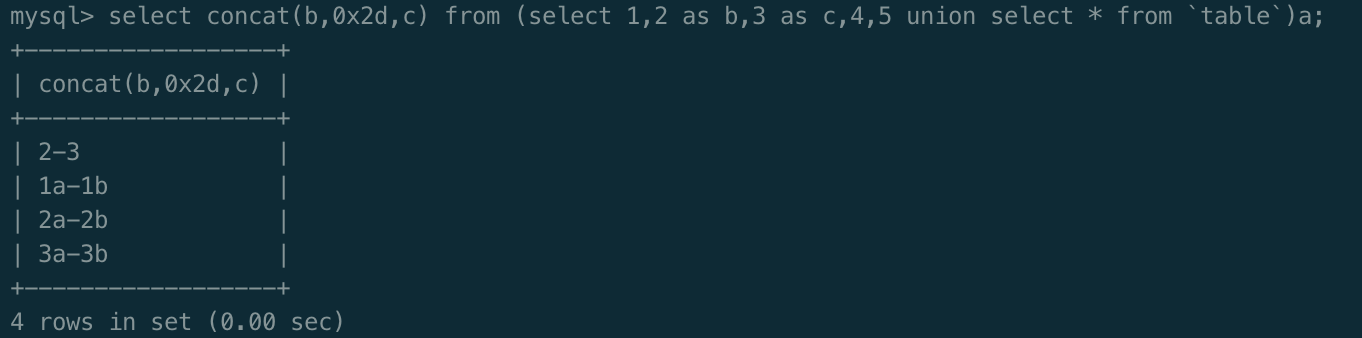 mysql> select concat(b,0x2d,c) from (select 1,2 as b,3 as c,4,5 union select * from `table`)a;
+------------------+
| concat(b,0x2d,c) |
+------------------+
| 2-3              |
| 1a-1b            |
| 2a-2b            |
| 3a-3b            |
+------------------+
4 rows in set (0.00 sec)